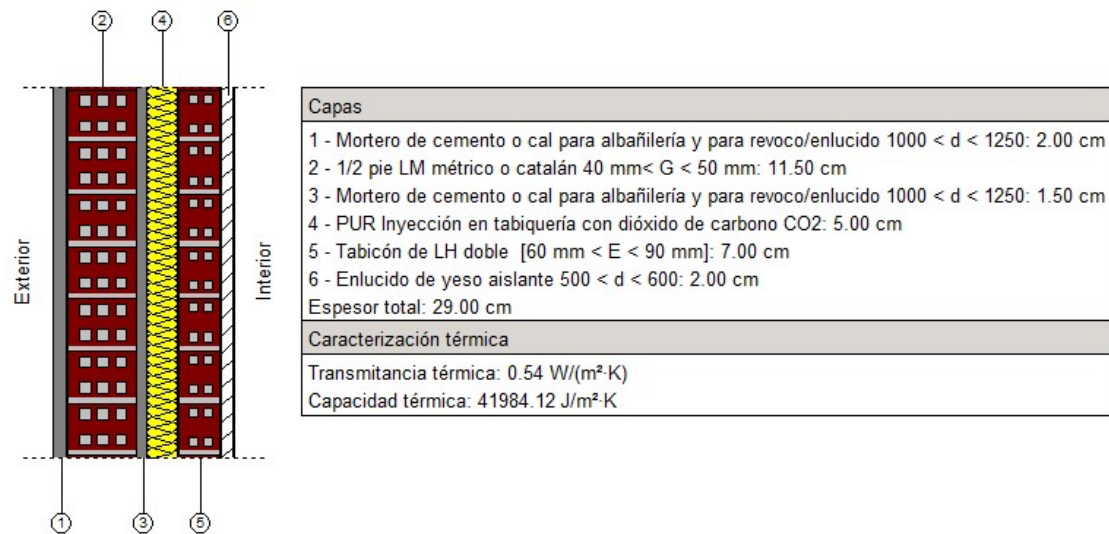 2
4
6
Exterior
Interior
1
3
5
Capas
1 - Mortero de cemento o cal para albañilería y para revoco/enlucido 1000 < d < 1250: 2.00 cm
2 - 1/2 pie LM métrico o catalán 40 mm< G < 50 mm: 11.50 cm
3 - Mortero de cemento o cal para albañilería y para revoco/enlucido 1000 < d < 1250: 1.50 cm
4 - PUR Inyección en tabiquería con dióxido de carbono CO2: 5.00 cm
5 - Tabicón de LH doble [60 mm < E < 90 mm]: 7.00 cm
6 - Enlucido de yeso aislante 500 < d < 600: 2.00 cm
Espesor total: 29.00 cm
Caracterización térmica
Transmitancia térmica: 0.54 W/(m²·K)
Capacidad térmica: 41984.12 J/m²·K